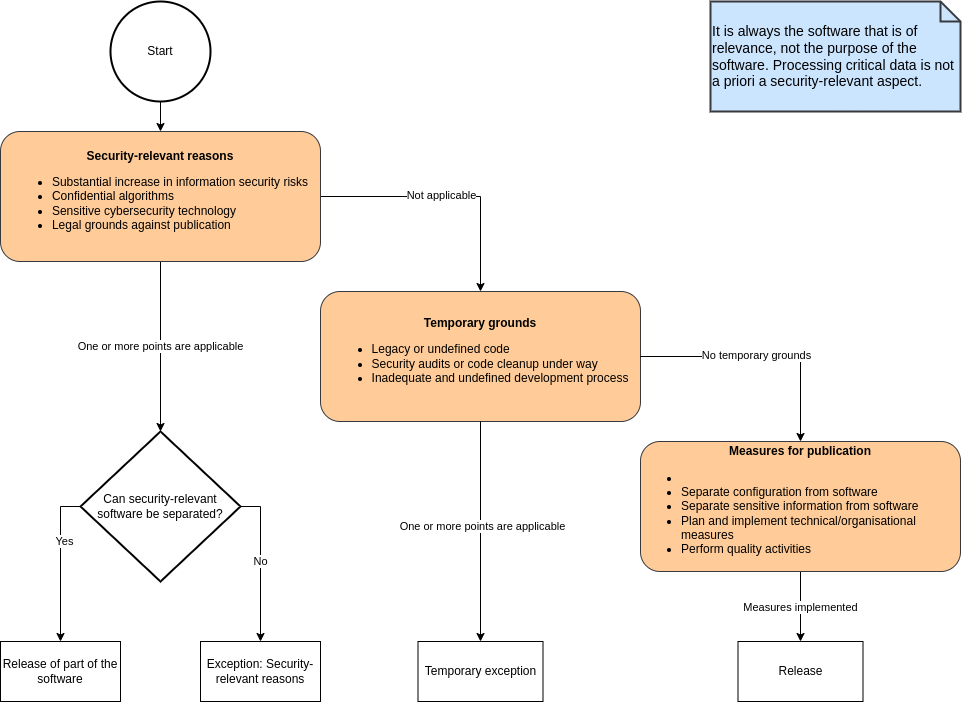 Start
It is always the software that is of
relevance, not the purpose of the
software. Processing critical data is not
a priori a security-relevant aspect.
Security-relevant reasons
• Substantial increase in information security risks
• Confidential algorithms
• Sensitive cybersecurity technology
• Legal grounds against publication
Not applicable
One or more points are applicable
Temporary grounds
• Legacy or undefined code
• Security audits or code cleanup under way
• Inadequate and undefined development process
No temporary grounds
Can security-relevant
software be separated?
Yes
No
One or more points are applicable
Measures for publication
•
• Separate configuration from software
• Separate sensitive information from software
• Plan and implement technical/organisational
measures
• Perform quality activities
Measures implemented
Release of part of the
software
Exception: Security-
relevant reasons
Temporary exception
Release